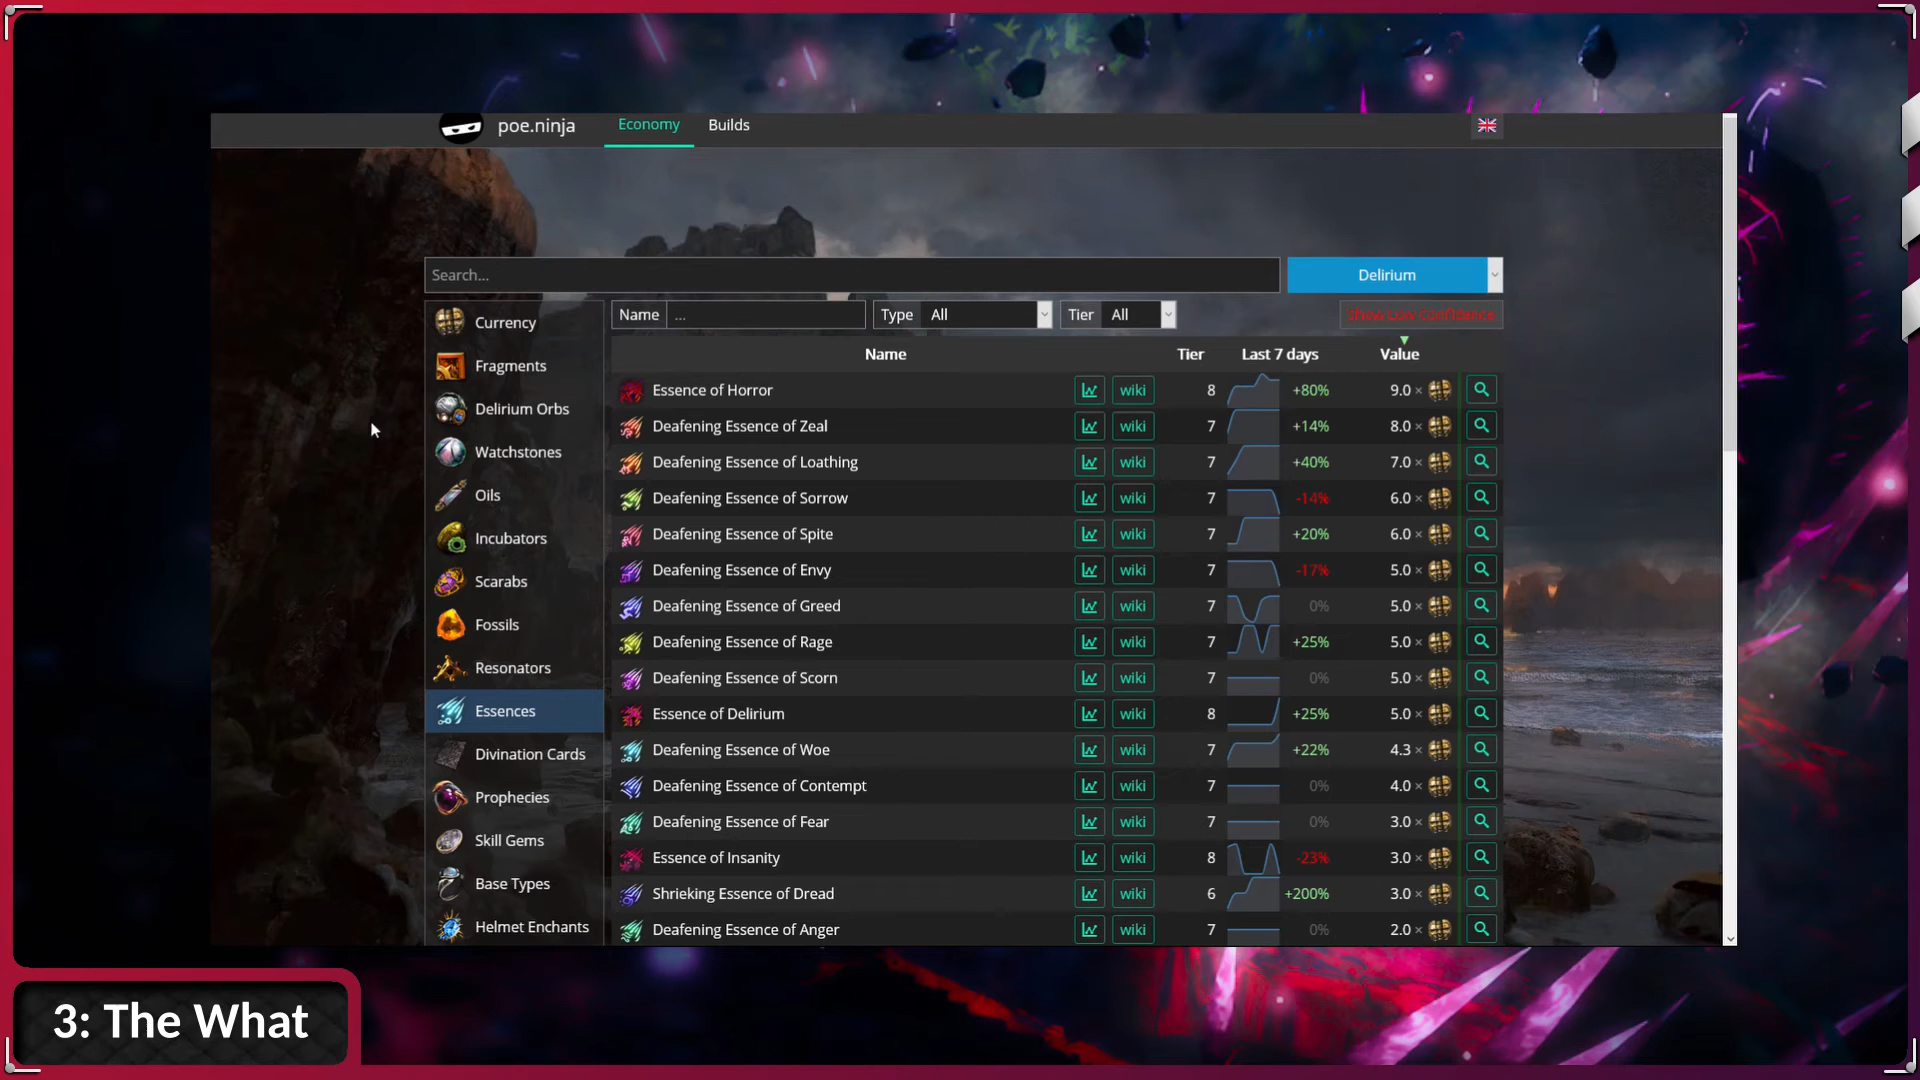 poe.ninja Economy Builds
Search... Delirium
Currency
Fragments
Delirium Orbs
Watchstones
Oils
Incubators
Scarabs
Fossils
Resonators
Essences
Divination Cards
Prophecies
Skill Gems
Base Types
Helmet Enchants
Name ... Type All Tier All Show Low Confidence
Name Tier Last 7 days Value
Essence of Horror wiki 8 +80% 9.0 ×
Deafening Essence of Zeal wiki 7 +14% 8.0 ×
Deafening Essence of Loathing wiki 7 +40% 7.0 ×
Deafening Essence of Sorrow wiki 7 -14% 6.0 ×
Deafening Essence of Spite wiki 7 +20% 6.0 ×
Deafening Essence of Envy wiki 7 -17% 5.0 ×
Deafening Essence of Greed wiki 7 0% 5.0 ×
Deafening Essence of Rage wiki 7 +25% 5.0 ×
Deafening Essence of Scorn wiki 7 0% 5.0 ×
Essence of Delirium wiki 8 +25% 5.0 ×
Deafening Essence of Woe wiki 7 +22% 4.3 ×
Deafening Essence of Contempt wiki 7 0% 4.0 ×
Deafening Essence of Fear wiki 7 0% 3.0 ×
Essence of Insanity wiki 8 -23% 3.0 ×
Shrieking Essence of Dread wiki 6 +200% 3.0 ×
Deafening Essence of Anger wiki 7 0% 2.0 ×
3: The What